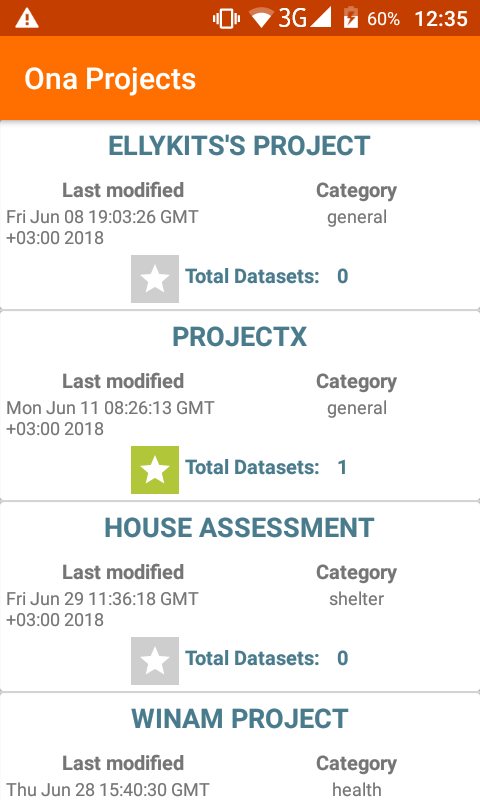 3G 60% 12:35
Ona Projects
ELLYKITS'S PROJECT
Last modified Category
Fri Jun 08 19:03:26 GMT general
+03:00 2018
Total Datasets: 0
PROJECTX
Last modified Category
Mon Jun 11 08:26:13 GMT general
+03:00 2018
Total Datasets: 1
HOUSE ASSESSMENT
Last modified Category
Fri Jun 29 11:36:18 GMT shelter
+03:00 2018
Total Datasets: 0
WINAM PROJECT
Last modified Category
Thu Jun 28 15:40:30 GMT health